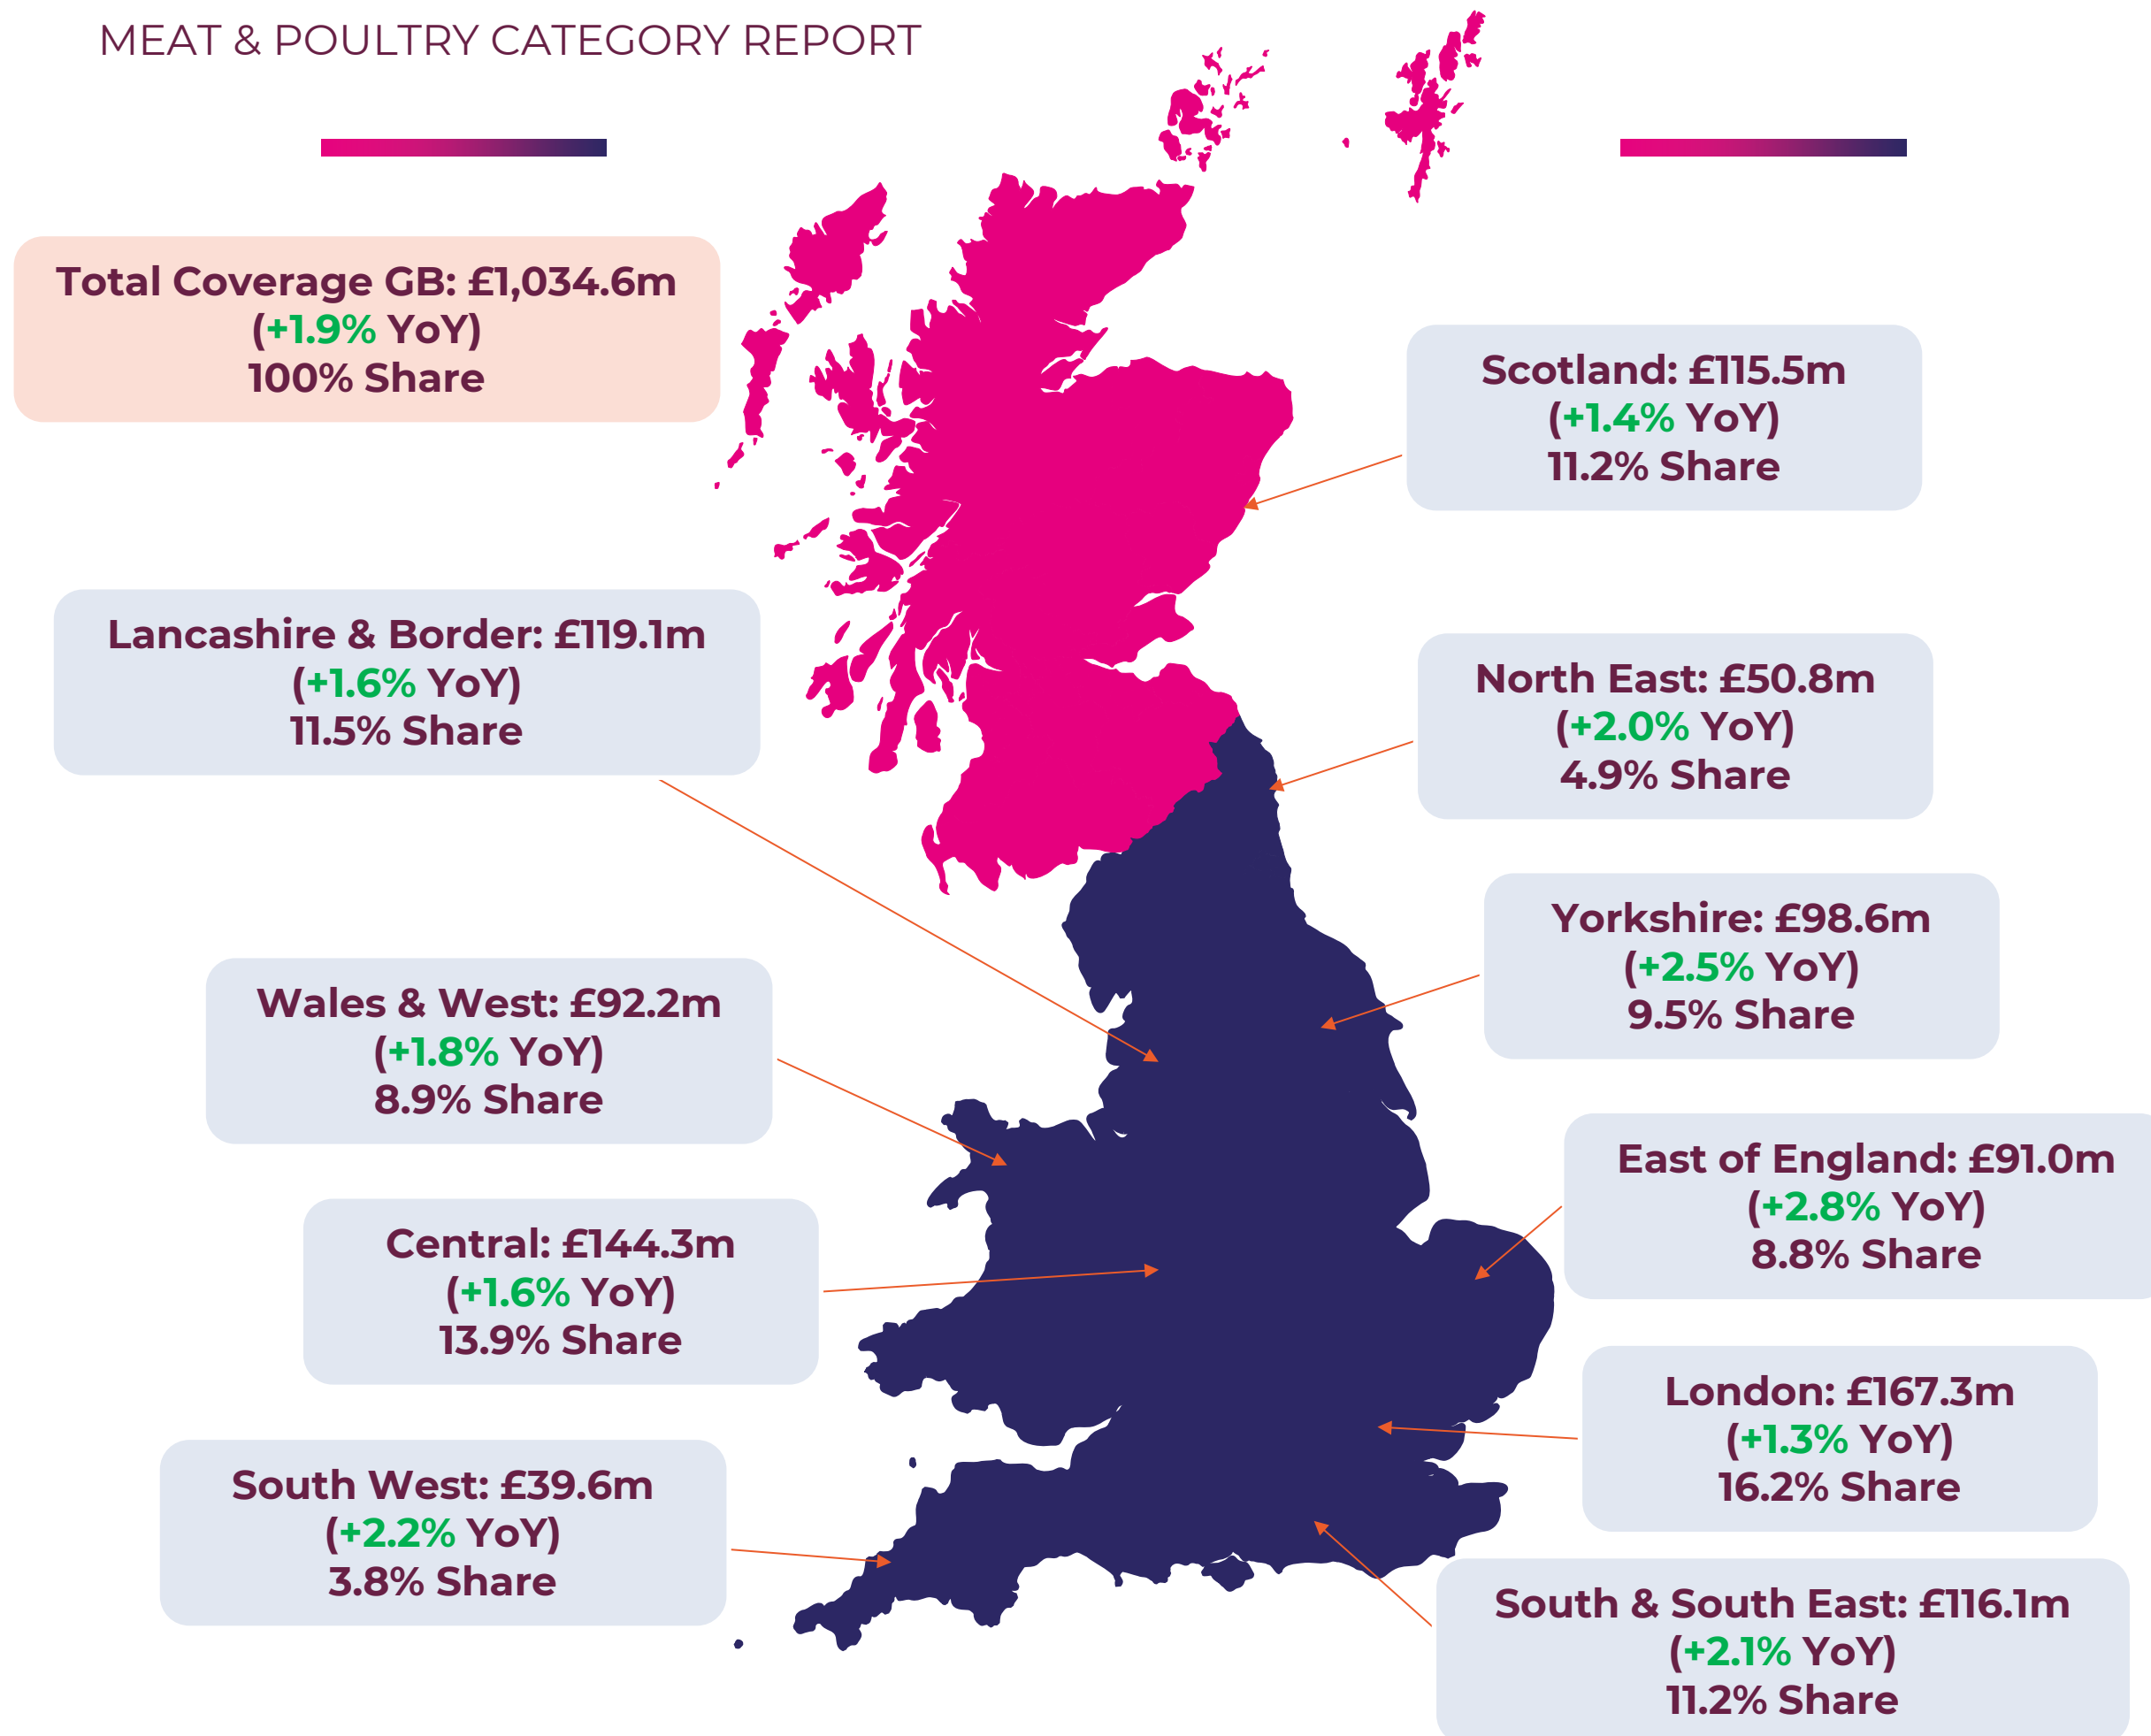 MEAT & POULTRY CATEGORY REPORT
Total Coverage GB: £1,034.6m
(+1.9% YoY)
100% Share
Scotland: £115.5m
(+1.4% YoY)
11.2% Share
Lancashire & Border: £119.1m
(+1.6% YoY)
11.5% Share
North East: £50.8m
(+2.0% YoY)
4.9% Share
Yorkshire: £98.6m
(+2.5% YoY)
9.5% Share
Wales & West: £92.2m
(+1.8% YoY)
8.9% Share
East of England: £91.0m
(+2.8% YoY)
8.8% Share
Central: £144.3m
(+1.6% YoY)
13.9% Share
London: £167.3m
(+1.3% YoY)
16.2% Share
South West: £39.6m
(+2.2% YoY)
3.8% Share
South & South East: £116.1m
(+2.1% YoY)
11.2% Share